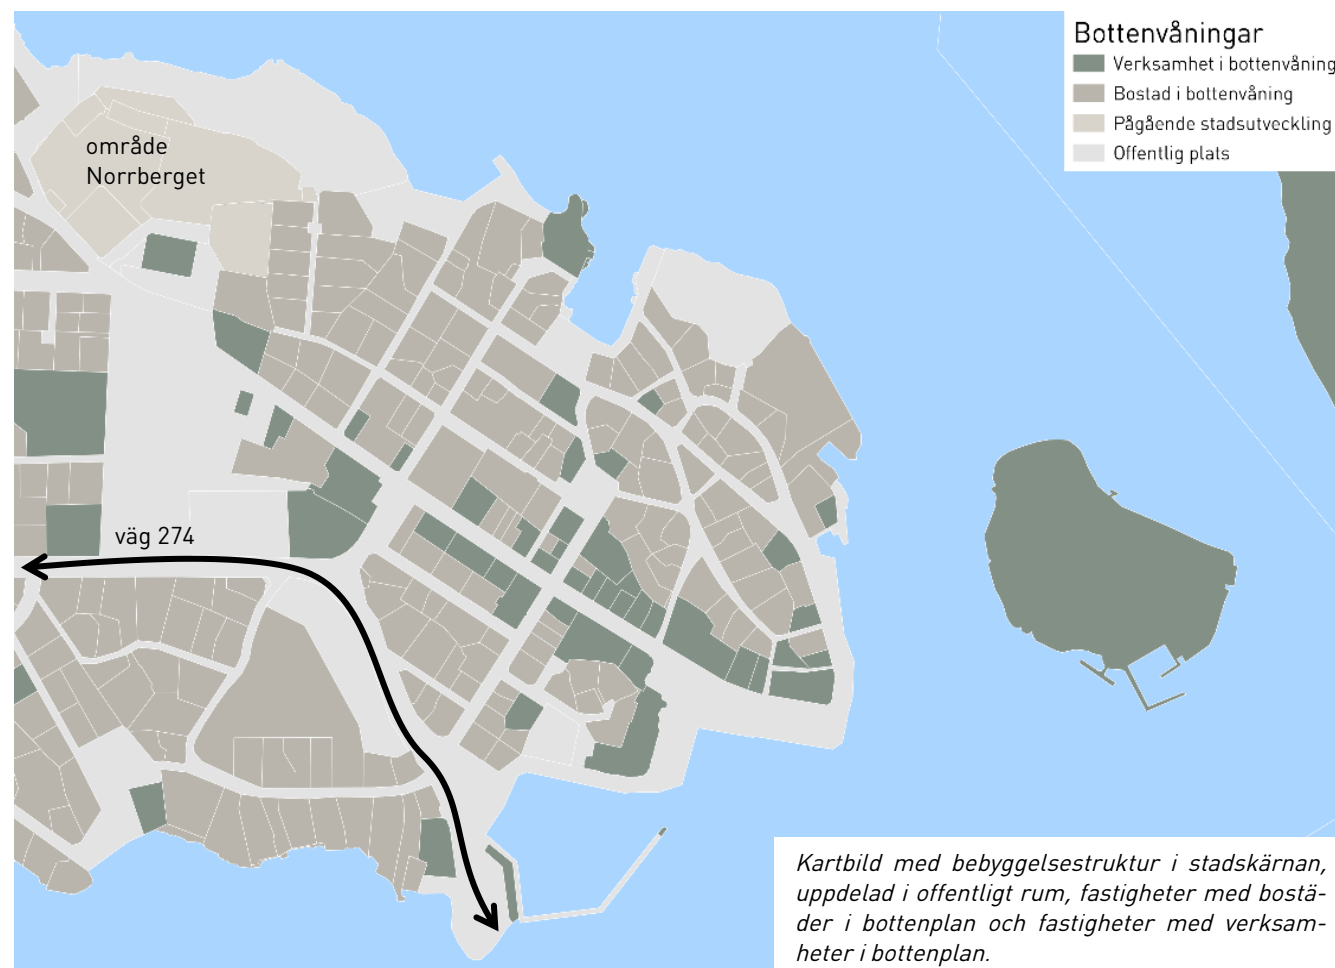 Bottenvåningar
Verksamhet i bottenvåning
Bostad i bottenvåning
Pågående stadsutveckling
Offentlig plats
område
Norrberget
väg 274
Kartbild med bebyggelsestruktur i stadskärnan,
uppdelad i offentligt rum, fastigheter med bostä-
der i bottenplan och fastigheter med verksam-
heter i bottenplan.